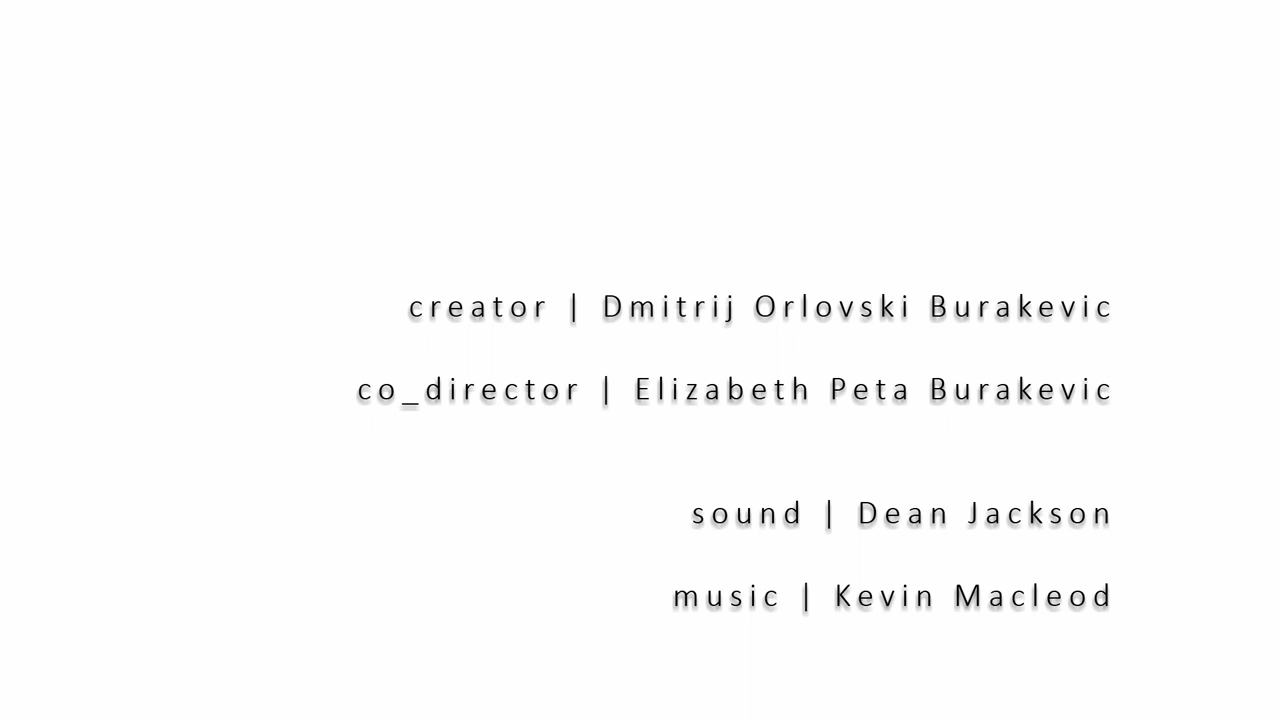 creator | Dmitrij Orlovski Burakevic
co_director | Elizabeth Peta Burakevic
sound | Dean Jackson
music | Kevin Macleod